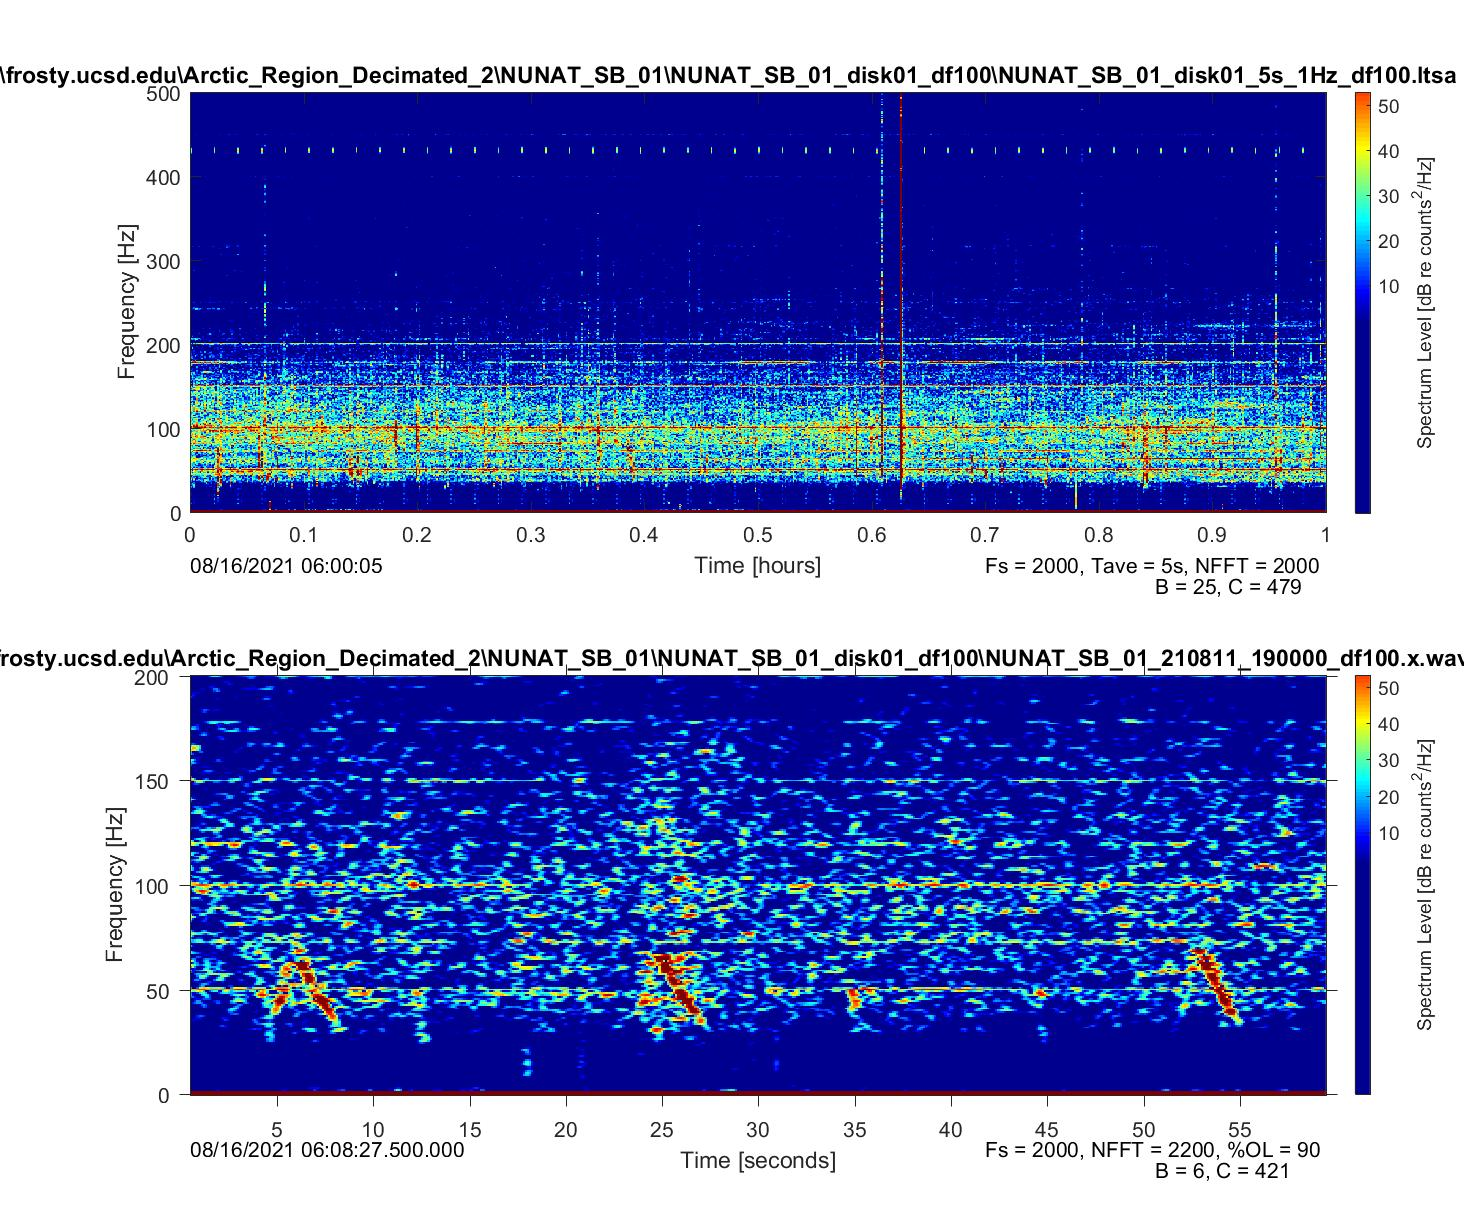 \frosty.ucsd.edu\Arctic_Region_Decimated_2\NUNAT_SB_01\NUNAT_SB_01_disk01_df100\NUNAT_SB_01_disk01_5s_1Hz_df100.ltsa
500
400
300
200
100
0
Frequency [Hz]
0 0.1 0.2 0.3 0.4 0.5 0.6 0.7 0.8 0.9 1
Time [hours]
08/16/2021 06:00:05
Fs = 2000, Tave = 5s, NFFT = 2000
B = 25, C = 479
50
40
30
20
10
Spectrum Level [dB re counts²/Hz]
frosty.ucsd.edu\Arctic_Region_Decimated_2\NUNAT_SB_01\NUNAT_SB_01_disk01_df100\NUNAT_SB_01_210811_190000_df100.x.wav
200
150
100
50
0
Frequency [Hz]
5 10 15 20 25 30 35 40 45 50 55
Time [seconds]
08/16/2021 06:08:27.500.000
Fs = 2000, NFFT = 2200, %OL = 90
B = 6, C = 421
50
40
30
20
10
Spectrum Level [dB re counts²/Hz]